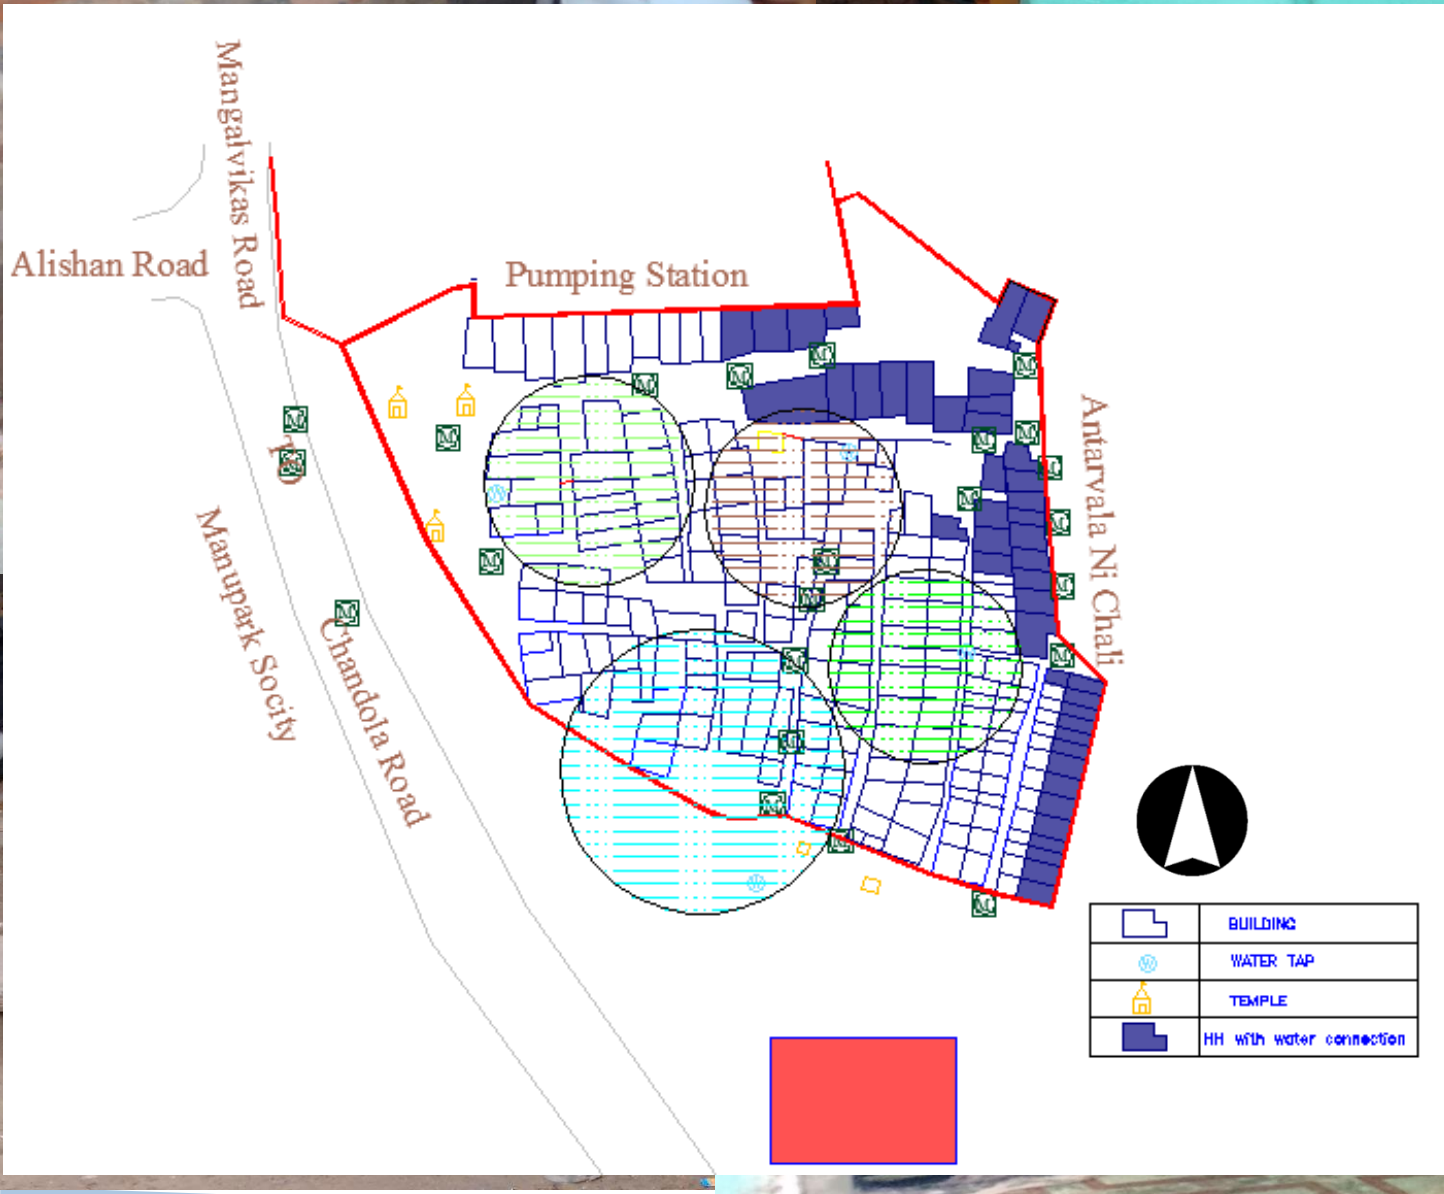 Mangalvikas Road
Alishan Road
Pumping Station
TO
Antarvala Ni Chali
Manupark Socity
Chandola Road
BUILDING
WATER TAP
TEMPLE
HH with water connection